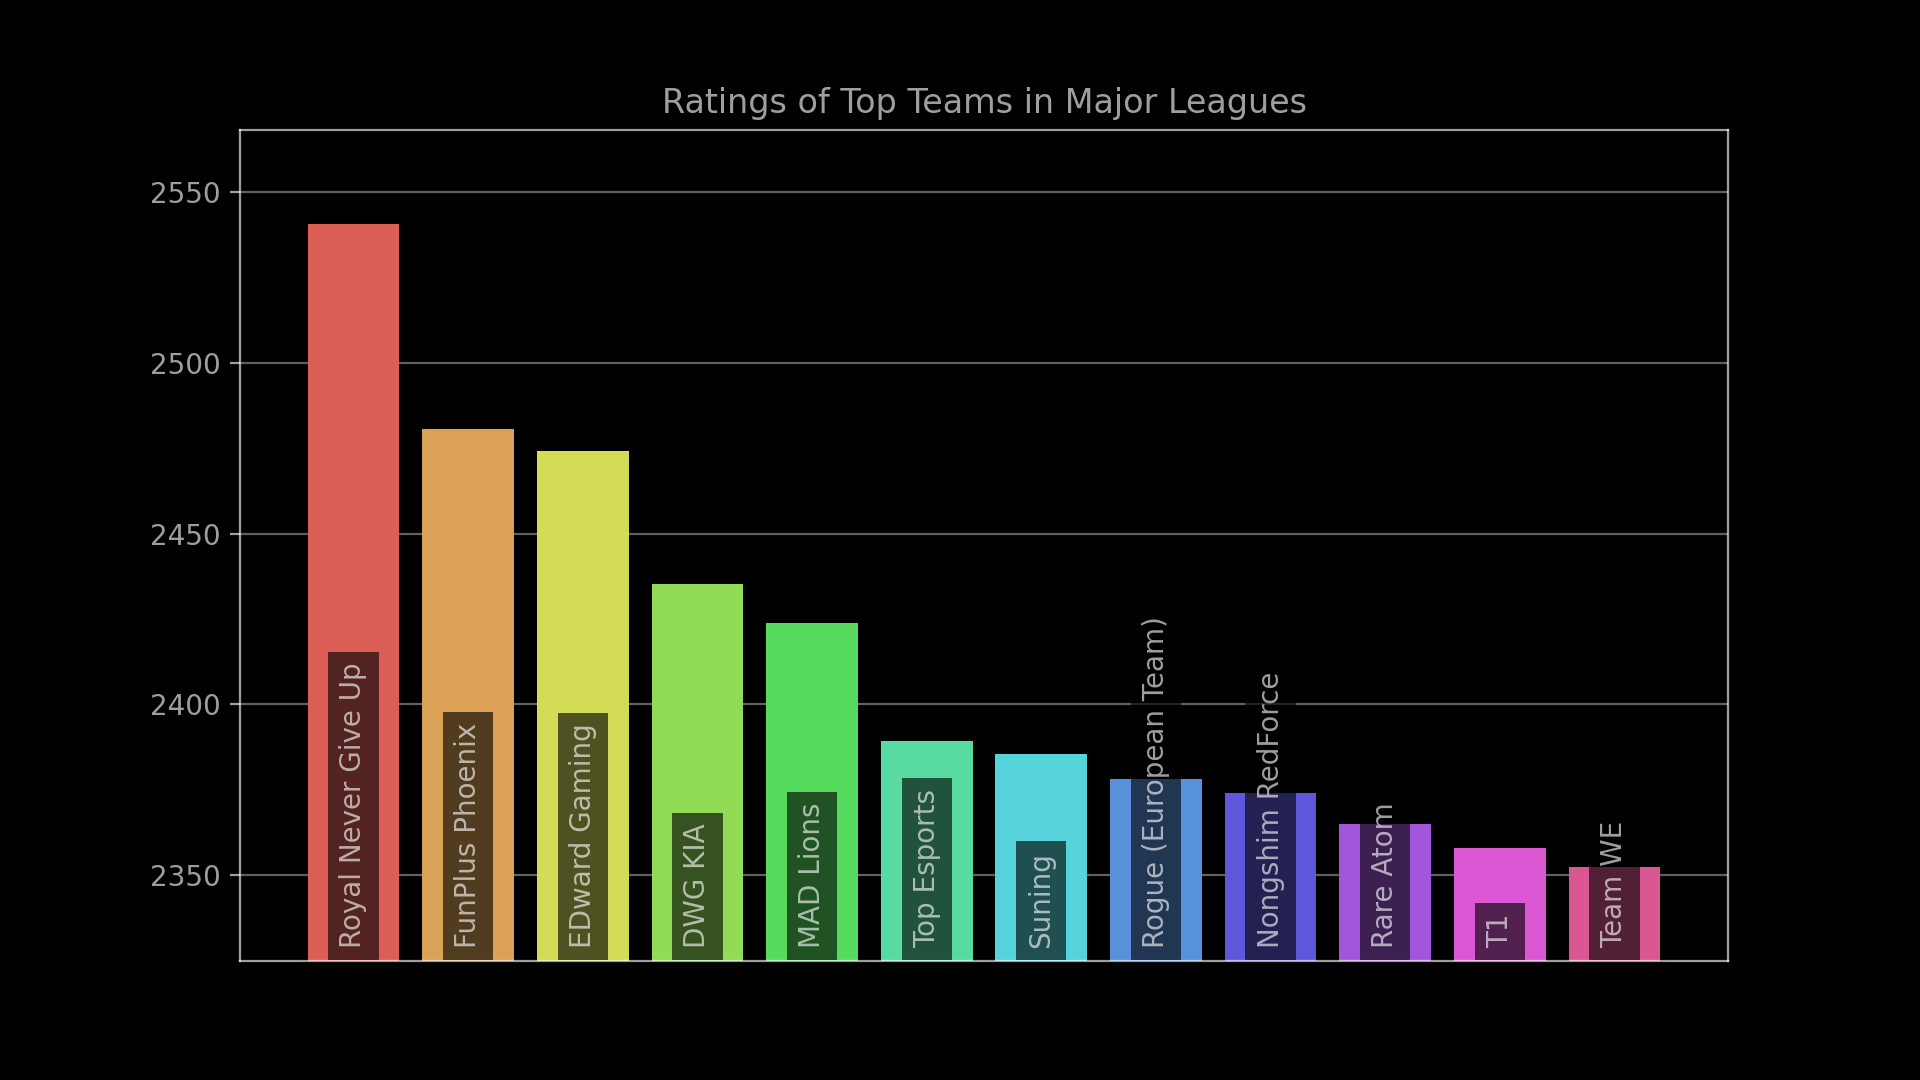 Ratings of Top Teams in Major Leagues
2550
2500
2450
2400
2350
Royal Never Give Up
FunPlus Phoenix
EDward Gaming
DWG KIA
MAD Lions
Top Esports
Suning
Rogue (European Team)
Nongshim RedForce
Rare Atom
T1
Team WE